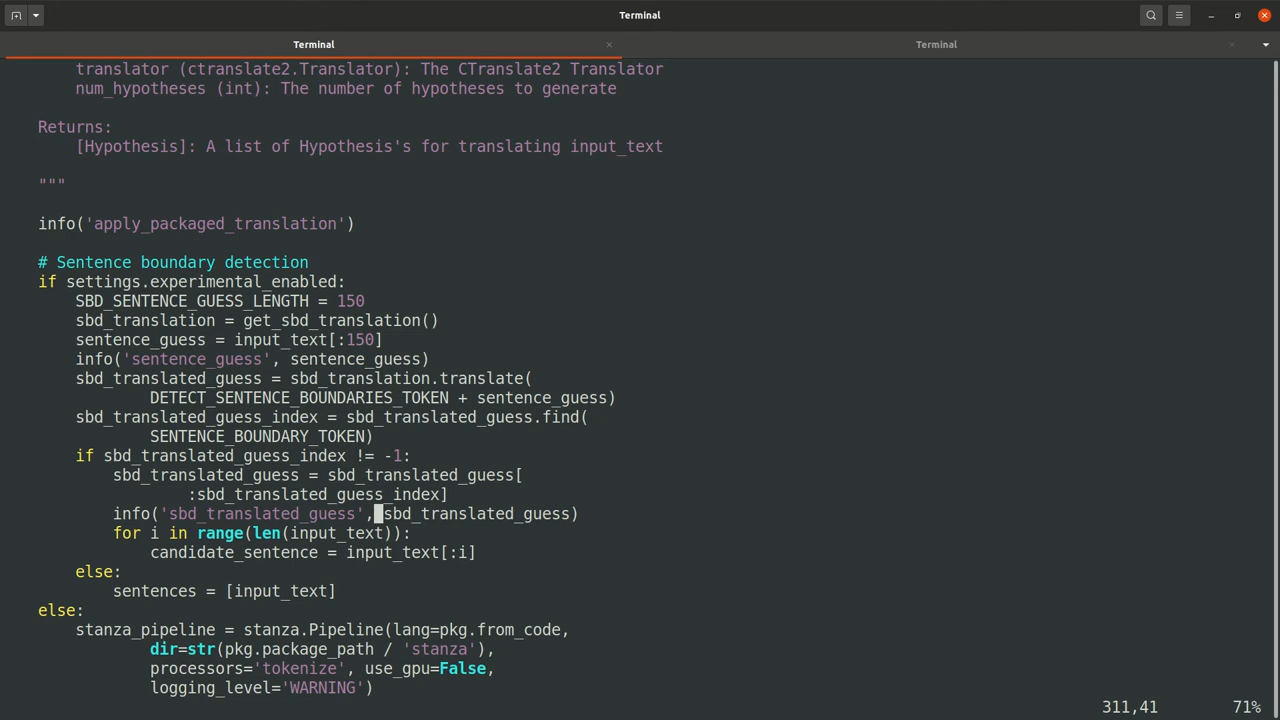 Terminal
Terminal
Terminal
        translator (ctranslate2.Translator): The CTranslate2 Translator
        num_hypotheses (int): The number of hypotheses to generate
    Returns:
        [Hypothesis]: A list of Hypothesis's for translating input_text
    """
    info('apply_packaged_translation')
    # Sentence boundary detection
    if settings.experimental_enabled:
        SBD_SENTENCE_GUESS_LENGTH = 150
        sbd_translation = get_sbd_translation()
        sentence_guess = input_text[:150]
        info('sentence_guess', sentence_guess)
        sbd_translated_guess = sbd_translation.translate(
                DETECT_SENTENCE_BOUNDARIES_TOKEN + sentence_guess)
        sbd_translated_guess_index = sbd_translated_guess.find(
                SENTENCE_BOUNDARY_TOKEN)
        if sbd_translated_guess_index != -1:
            sbd_translated_guess = sbd_translated_guess[
                    :sbd_translated_guess_index]
            info('sbd_translated_guess', sbd_translated_guess)
            for i in range(len(input_text)):
                candidate_sentence = input_text[:i]
        else:
            sentences = [input_text]
    else:
        stanza_pipeline = stanza.Pipeline(lang=pkg.from_code,
                dir=str(pkg.package_path / 'stanza'),
                processors='tokenize', use_gpu=False,
                logging_level='WARNING')
311,41 71%